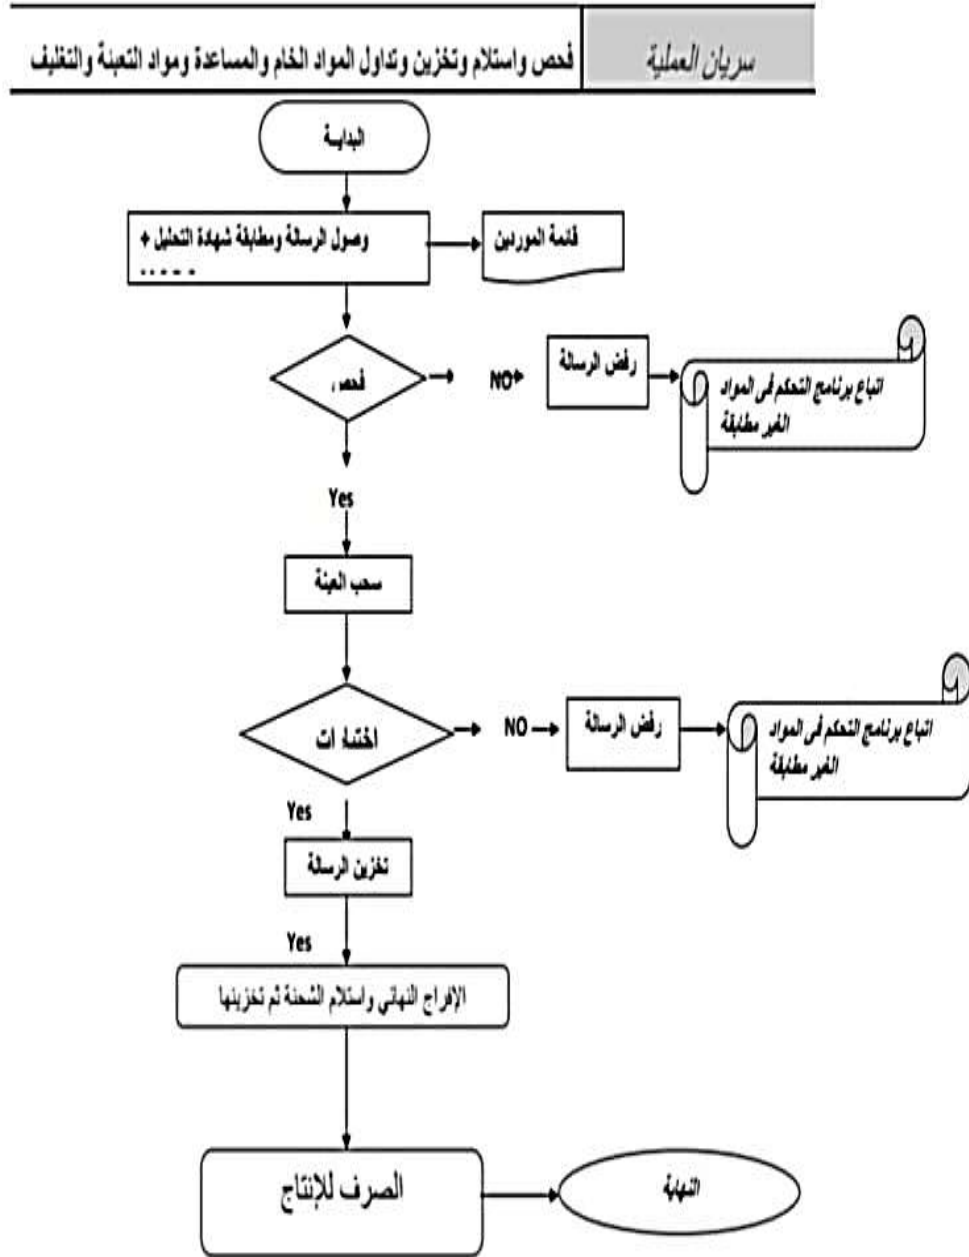 سريان العملية
فحص واستلام وتخزين وتداول المواد الخام والمساعدة ومواد التعبئة والتغليف
البدايـة
وصول الرسالة ومطابقة شهادة التحليل +
. . - - -
قائمة الموردين
فحص
NO
رفض الرسالة
اتباع برنامج التحكم فى المواد
الغير مطابقة
Yes
سحب العينة
NO
رفض الرسالة
اتباع برنامج التحكم فى المواد
الغير مطابقة
Yes
تخزين الرسالة
Yes
الإفراج النهائي واستلام الشحنة ثم تخزينها
الصرف للإنتاج
النهاية